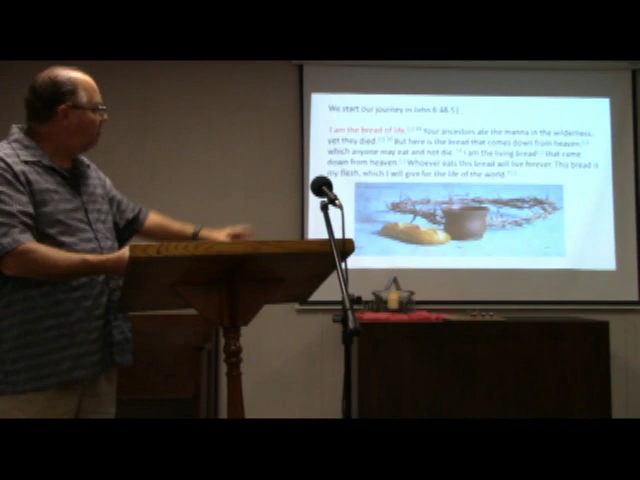 We start our journey in John 6:48-51
I am the bread of life. Your ancestors ate the manna in the wilderness,
yet they died. But here is the bread that comes down from heaven,
which anyone may eat and not die. I am the living bread that came
down from heaven. Whoever eats this bread will live forever. This bread is
my flesh, which I will give for the life of the world."